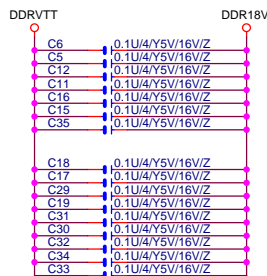 DDRVTT DDR18V
C6 0.1U/4/Y5V/16V/Z
C5 0.1U/4/Y5V/16V/Z
C12 0.1U/4/Y5V/16V/Z
C11 0.1U/4/Y5V/16V/Z
C16 0.1U/4/Y5V/16V/Z
C15 0.1U/4/Y5V/16V/Z
C35 0.1U/4/Y5V/16V/Z
C18 0.1U/4/Y5V/16V/Z
C17 0.1U/4/Y5V/16V/Z
C29 0.1U/4/Y5V/16V/Z
C19 0.1U/4/Y5V/16V/Z
C31 0.1U/4/Y5V/16V/Z
C30 0.1U/4/Y5V/16V/Z
C32 0.1U/4/Y5V/16V/Z
C34 0.1U/4/Y5V/16V/Z
C33 0.1U/4/Y5V/16V/Z